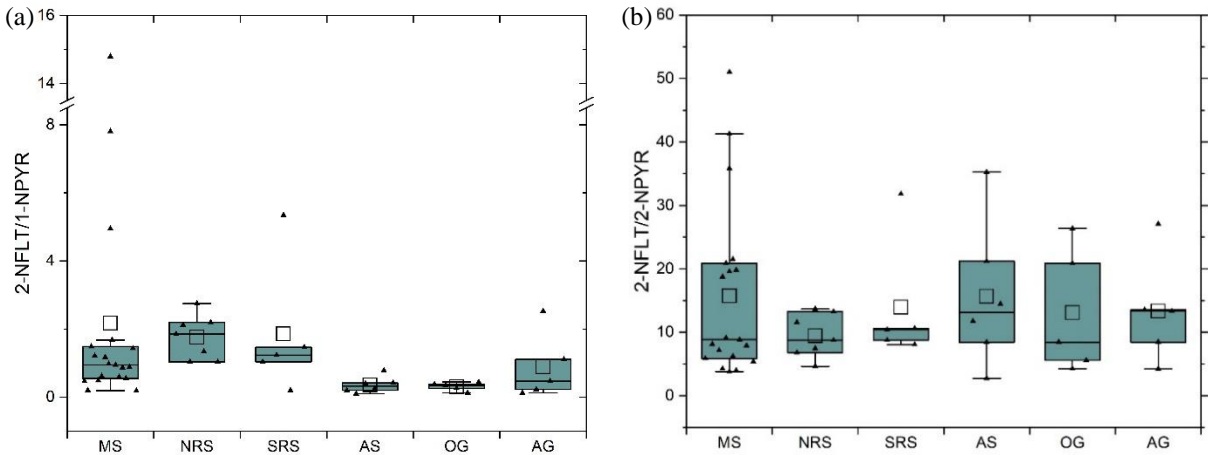 (a)
16
14
8
4
0
2-NFLT/1-NPYR
MS NRS SRS AS OG AG
(b)
60
50
40
30
20
10
0
2-NFLT/2-NPYR
MS NRS SRS AS OG AG